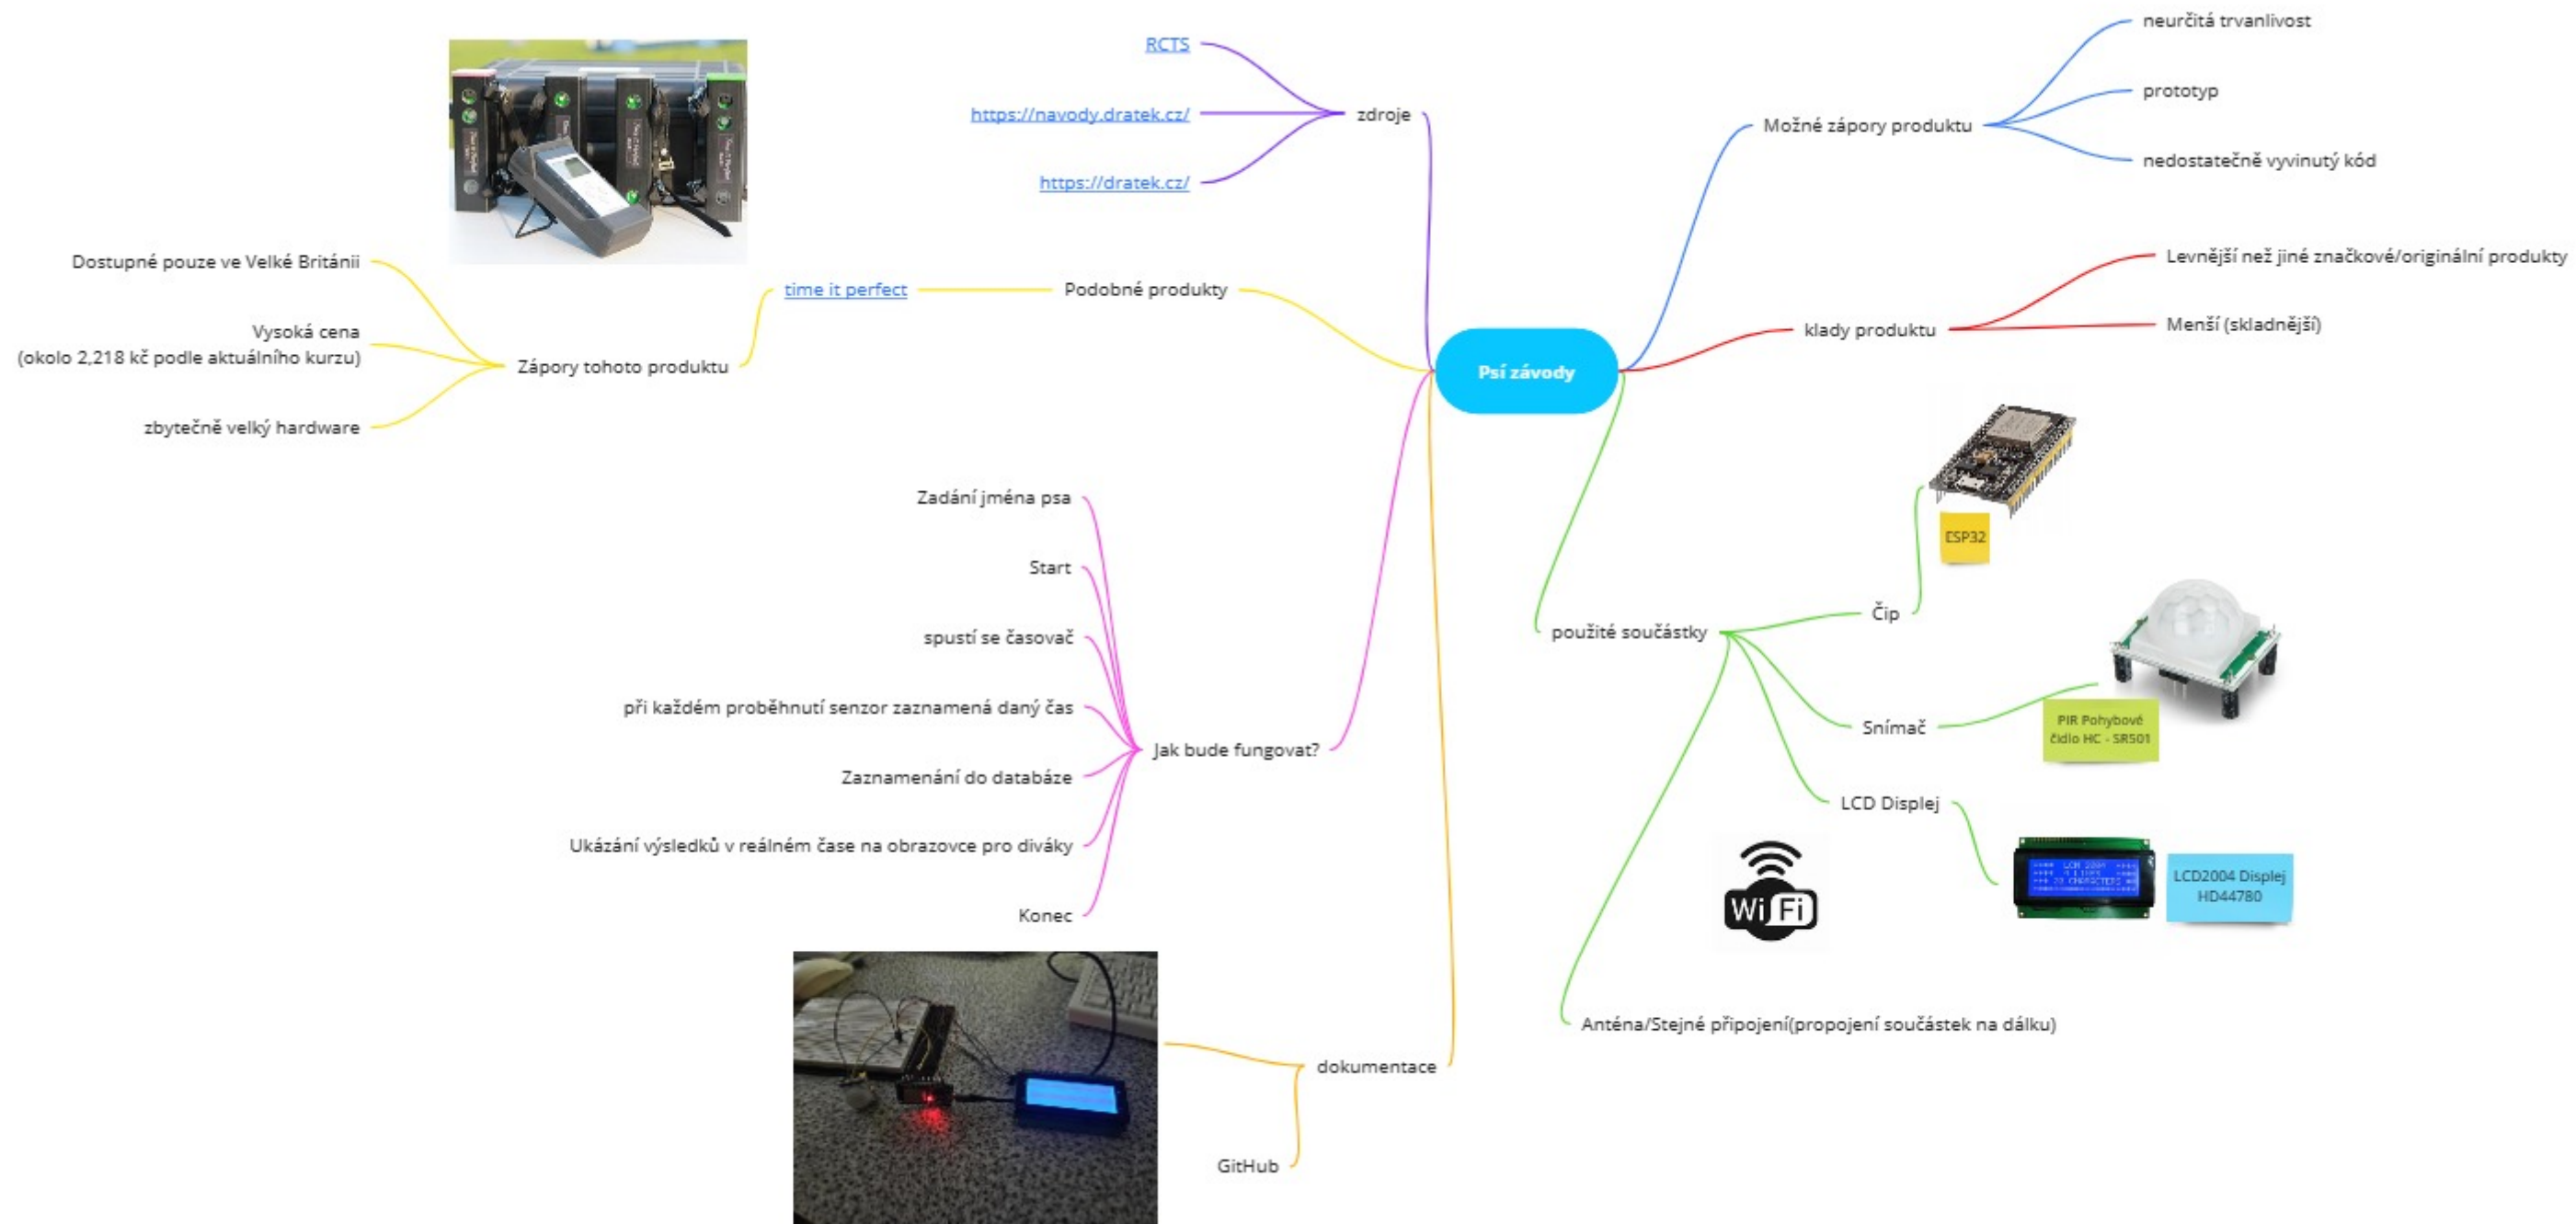 Psí závody
Možné zápory produktu
neurčitá trvanlivost
prototyp
nedostatečně vyvinutý kód
klady produktu
Levnější než jiné značkové/originální produkty
Menší (skladnější)
použité součástky
Čip
ESP32
Snímač
PIR Pohybové
čidlo HC - SR501
LCD Displej
LCD2004 Displej
HD44780
WiFi
Anténa/Stejné připojení(propojení součástek na dálku)
zdroje
RCTS
https://navody.dratek.cz/
https://dratek.cz/
Podobné produkty
time it perfect
Zápory tohoto produktu
Dostupné pouze ve Velké Británii
Vysoká cena
(okolo 2,218 kč podle aktuálního kurzu)
zbytečně velký hardware
Jak bude fungovat?
Zadání jména psa
Start
spustí se časovač
při každém proběhnutí senzor zaznamená daný čas
Zaznamenání do databáze
Ukázání výsledků v reálném čase na obrazovce pro diváky
Konec
dokumentace
GitHub